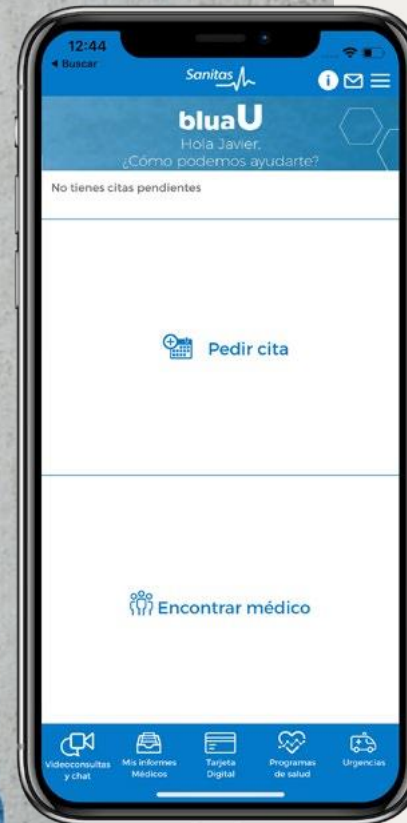 12:44
◀ Buscar
Sanitas
bluaU
Hola Javier,
¿Cómo podemos ayudarte?
No tienes citas pendientes
Pedir cita
Encontrar médico
Videoconsultas y chat
Mis informes Médicos
Tarjeta Digital
Programas de salud
Urgencias